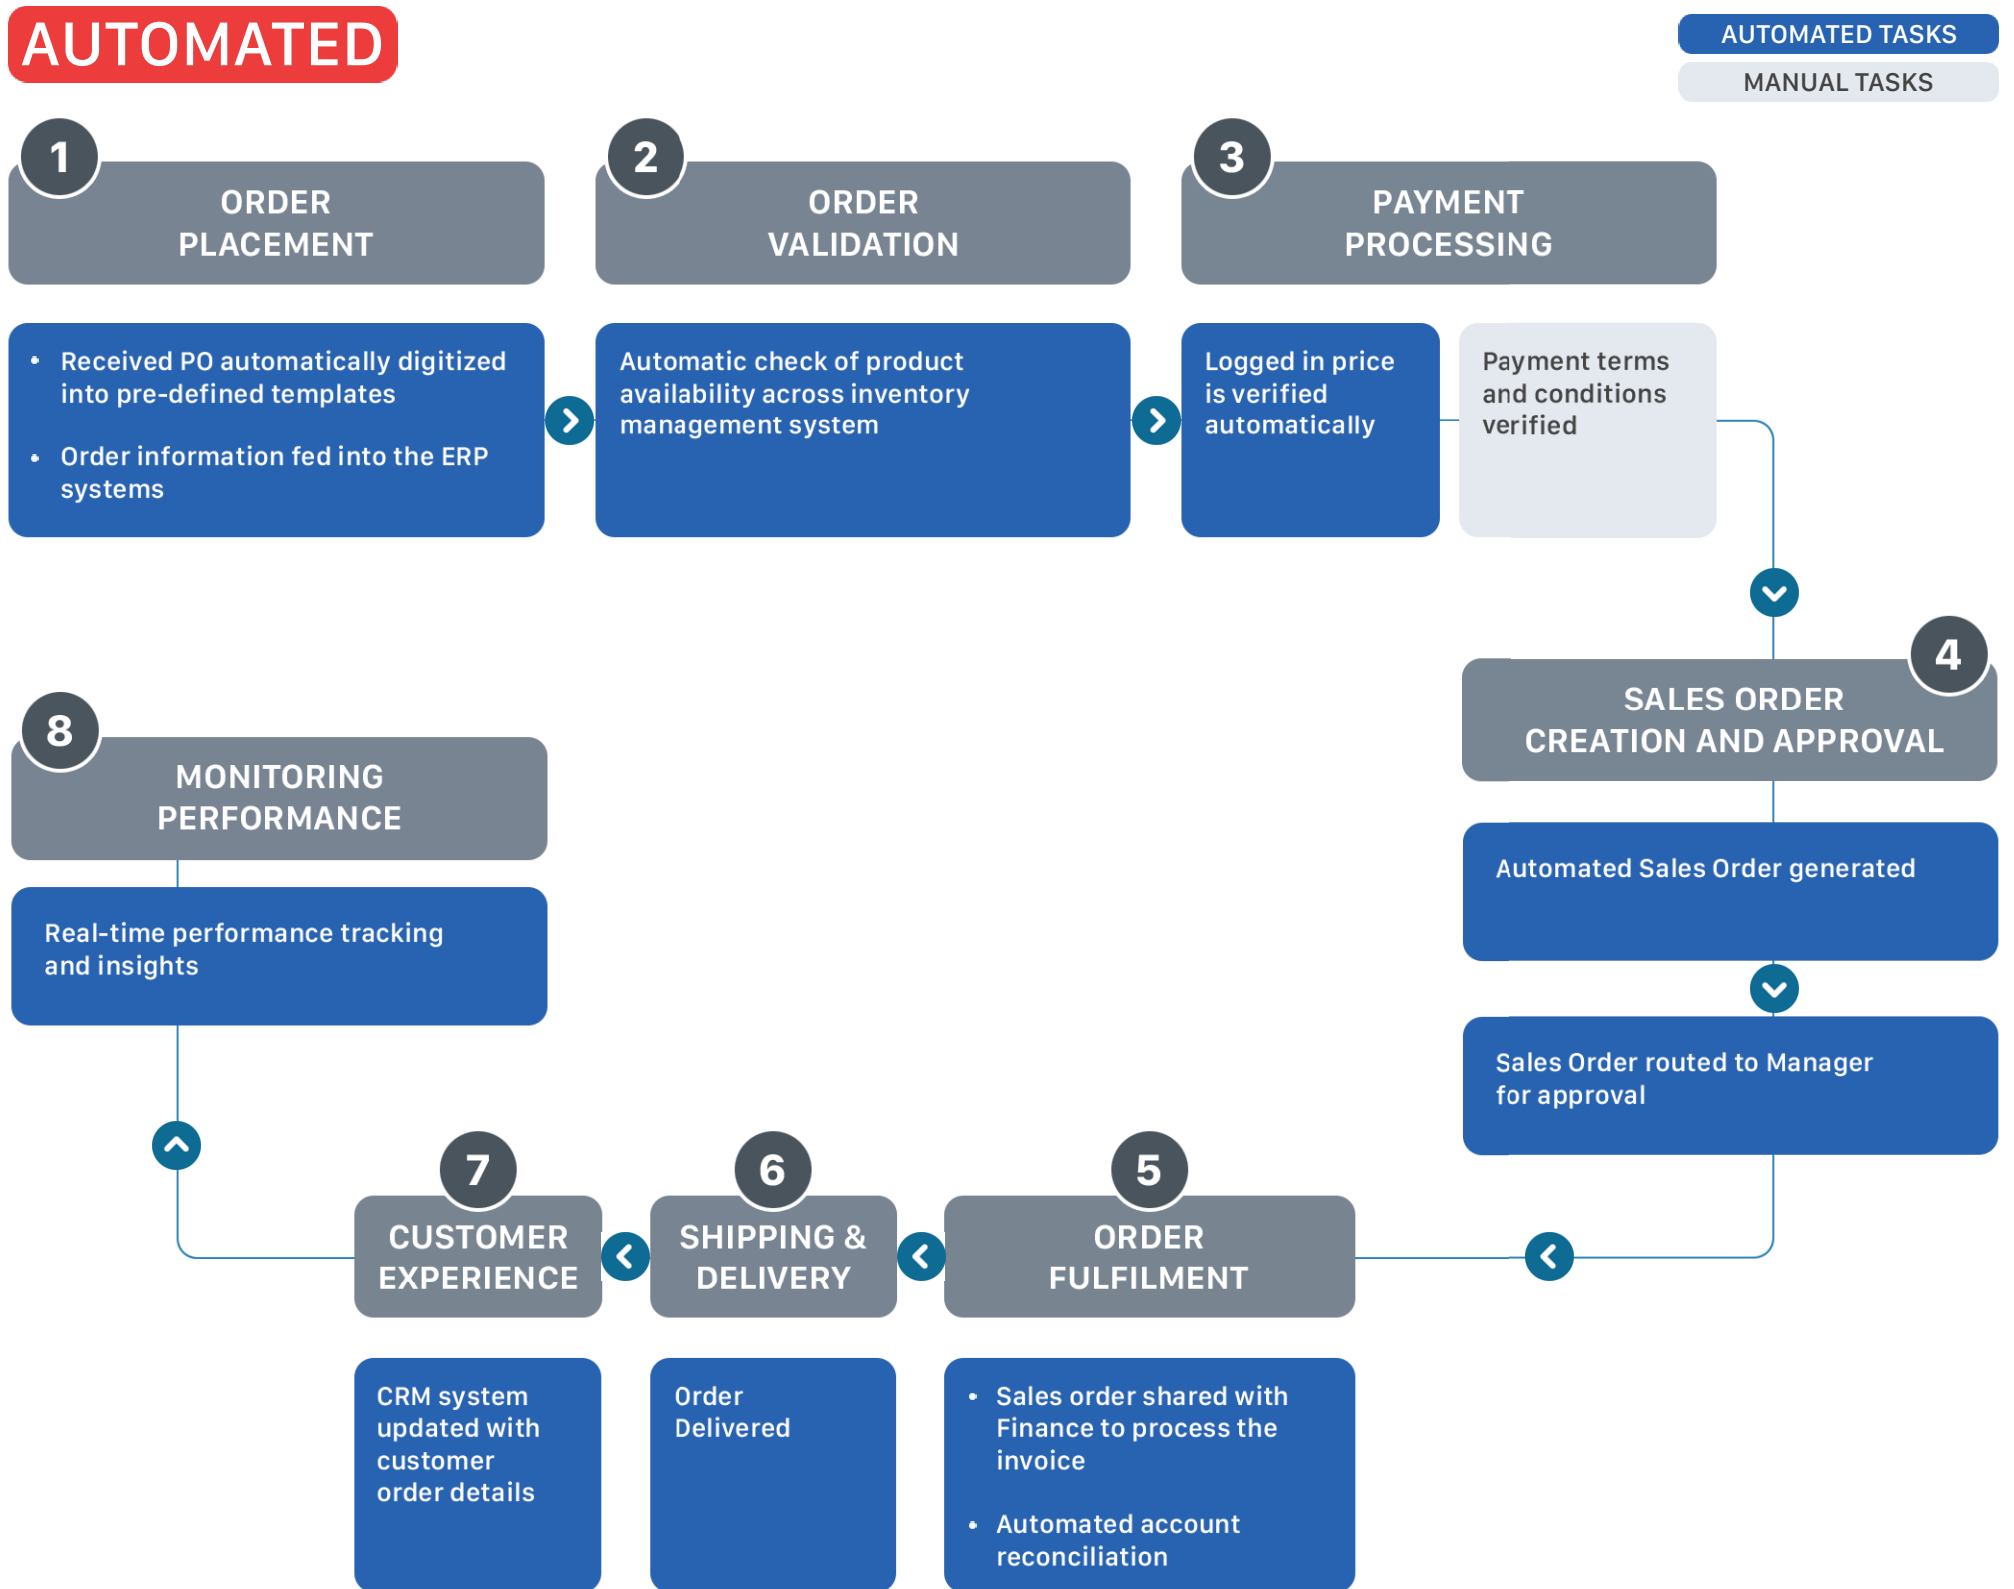 AUTOMATED
AUTOMATED TASKS
MANUAL TASKS
1
ORDER
PLACEMENT
• Received PO automatically digitized
into pre-defined templates
• Order information fed into the ERP
systems
2
ORDER
VALIDATION
Automatic check of product
availability across inventory
management system
3
PAYMENT
PROCESSING
Logged in price
is verified
automatically
Payment terms
and conditions
verified
4
SALES ORDER
CREATION AND APPROVAL
Automated Sales Order generated
Sales Order routed to Manager
for approval
5
ORDER
FULFILMENT
• Sales order shared with
Finance to process the
invoice
• Automated account
reconciliation
6
SHIPPING &
DELIVERY
Order
Delivered
7
CUSTOMER
EXPERIENCE
CRM system
updated with
customer
order details
8
MONITORING
PERFORMANCE
Real-time performance tracking
and insights